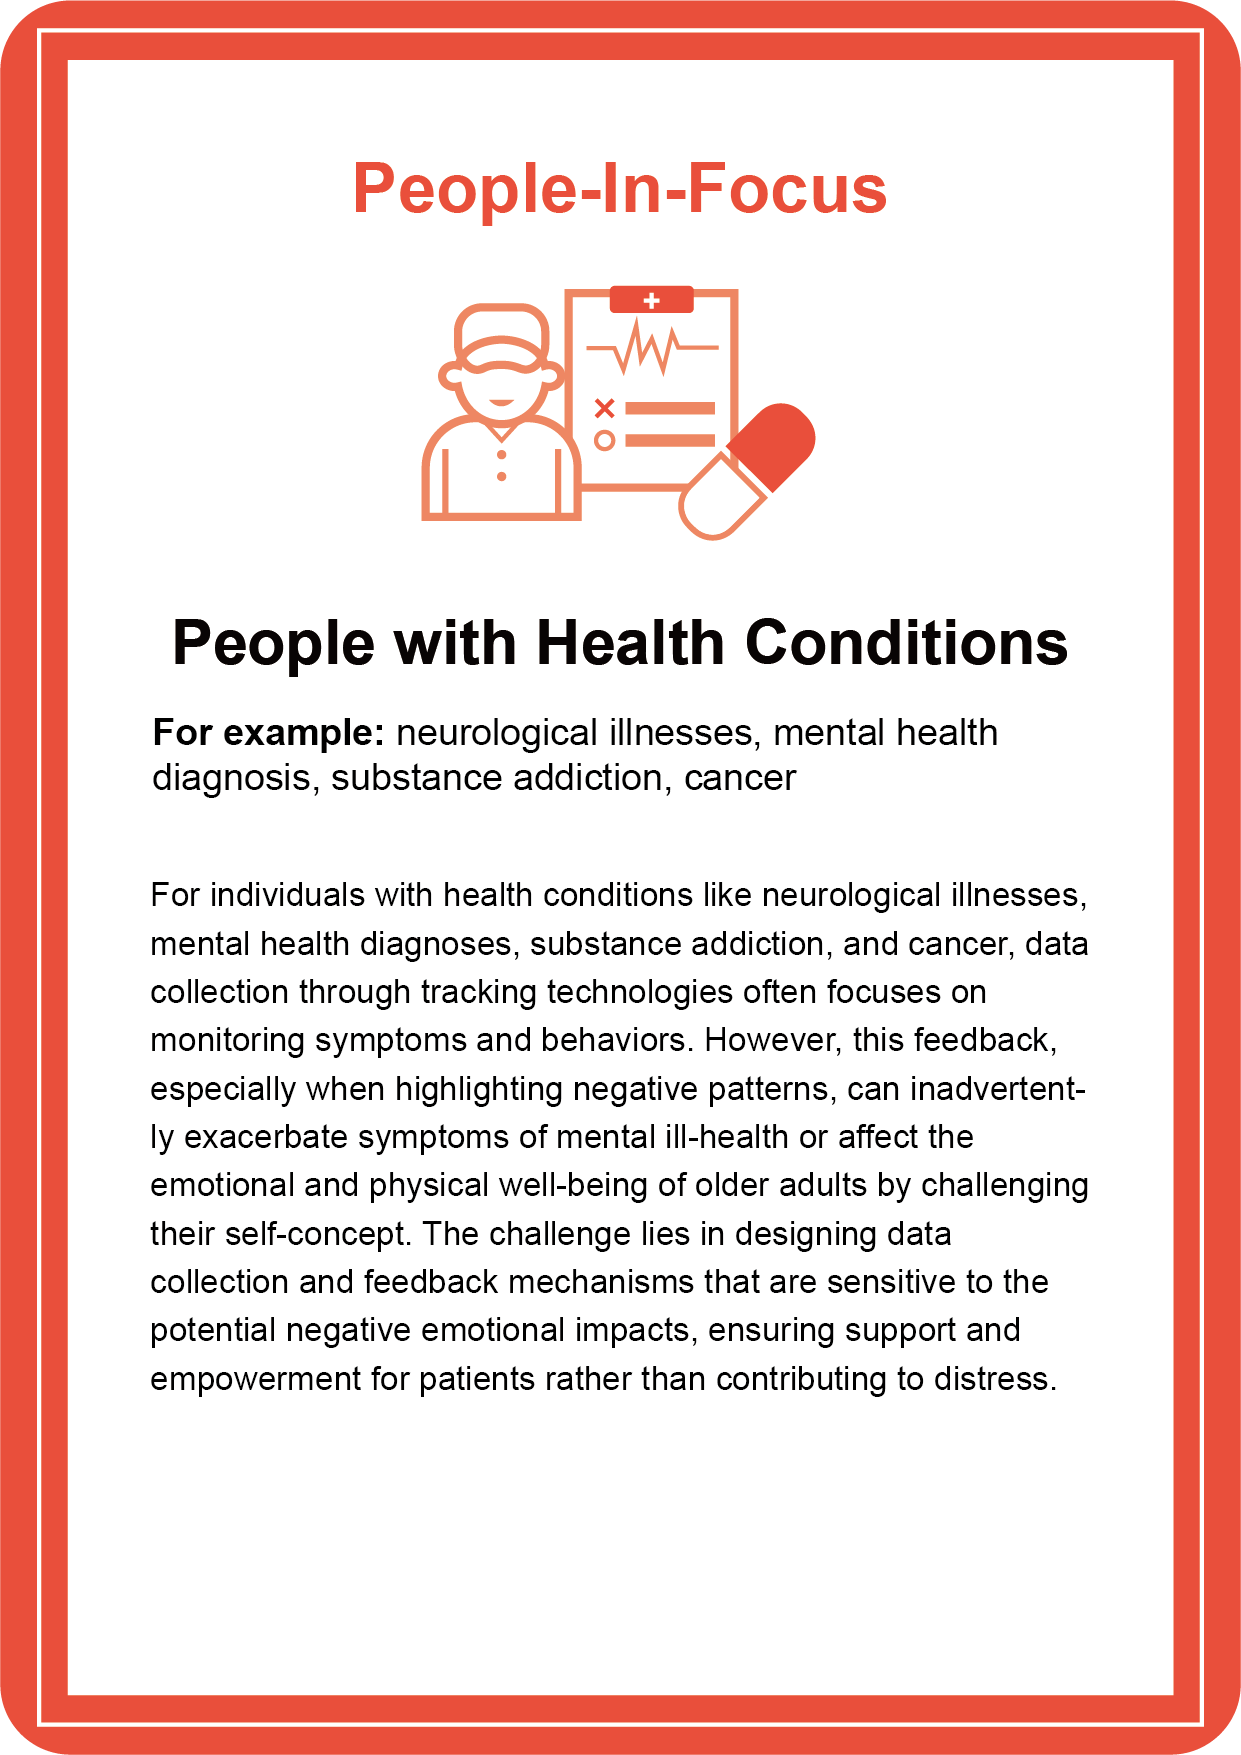 People-In-Focus
People with Health Conditions
For example: neurological illnesses, mental health
diagnosis, substance addiction, cancer
For individuals with health conditions like neurological illnesses,
mental health diagnoses, substance addiction, and cancer, data
collection through tracking technologies often focuses on
monitoring symptoms and behaviors. However, this feedback,
especially when highlighting negative patterns, can inadvertent-
ly exacerbate symptoms of mental ill-health or affect the
emotional and physical well-being of older adults by challenging
their self-concept. The challenge lies in designing data
collection and feedback mechanisms that are sensitive to the
potential negative emotional impacts, ensuring support and
empowerment for patients rather than contributing to distress.